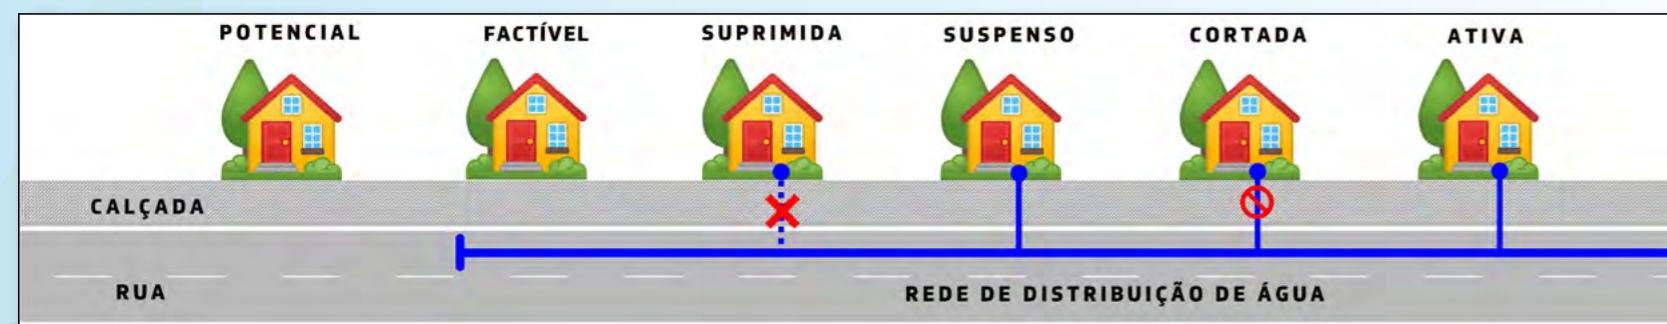 POTENCIAL
FACTÍVEL
SUPRIMIDA
SUSPENSO
CORTADA
ATIVA
CALÇADA
RUA
REDE DE DISTRIBUIÇÃO DE ÁGUA